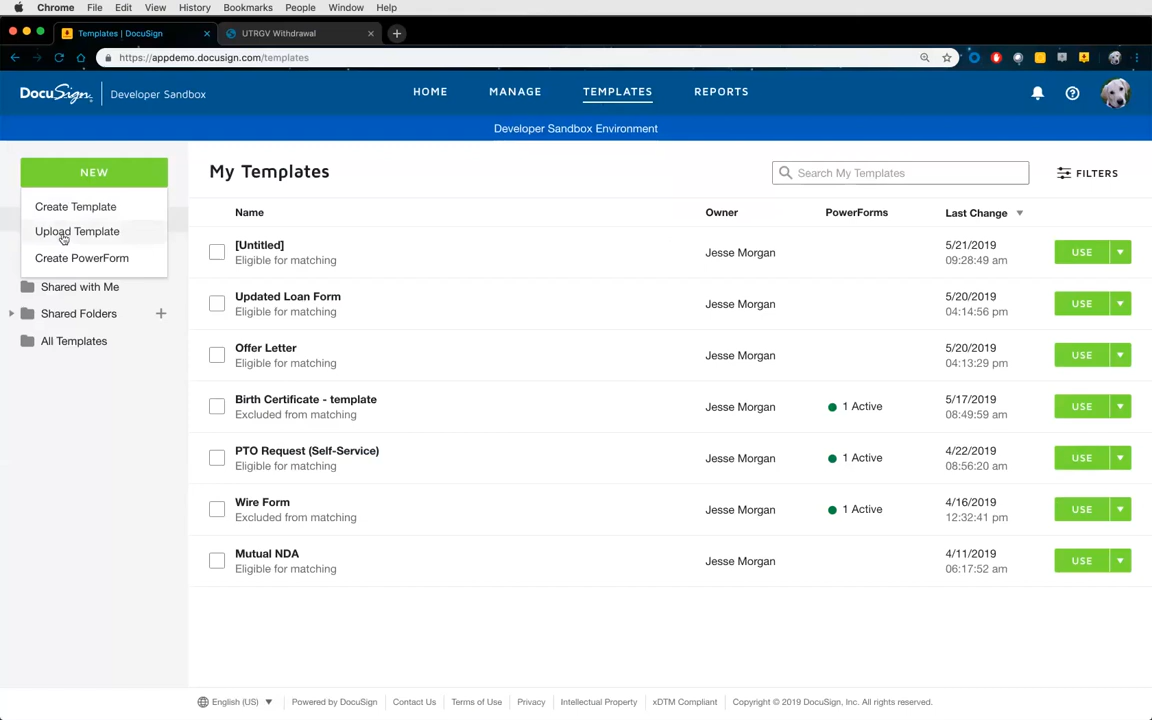 Chrome File Edit View History Bookmarks People Window Help
Templates | DocuSign
UTRGV Withdrawal
https://appdemo.docusign.com/templates
DocuSign Developer Sandbox
HOME MANAGE TEMPLATES REPORTS
Developer Sandbox Environment
NEW
Create Template
Upload Template
Create PowerForm
Shared with Me
Shared Folders
All Templates
My Templates
Search My Templates
FILTERS
Name Owner PowerForms Last Change
[Untitled]
Eligible for matching
Jesse Morgan
5/21/2019
09:28:49 am
USE
Updated Loan Form
Eligible for matching
Jesse Morgan
5/20/2019
04:14:56 pm
USE
Offer Letter
Eligible for matching
Jesse Morgan
5/20/2019
04:13:29 pm
USE
Birth Certificate - template
Excluded from matching
Jesse Morgan
1 Active
5/17/2019
08:49:59 am
USE
PTO Request (Self-Service)
Eligible for matching
Jesse Morgan
1 Active
4/22/2019
08:56:20 am
USE
Wire Form
Excluded from matching
Jesse Morgan
1 Active
4/16/2019
12:32:41 pm
USE
Mutual NDA
Eligible for matching
Jesse Morgan
4/11/2019
06:17:52 am
USE
English (US) Powered by DocuSign Contact Us Terms of Use Privacy Intellectual Property xDTM Compliant Copyright © 2019 DocuSign, Inc. All rights reserved.